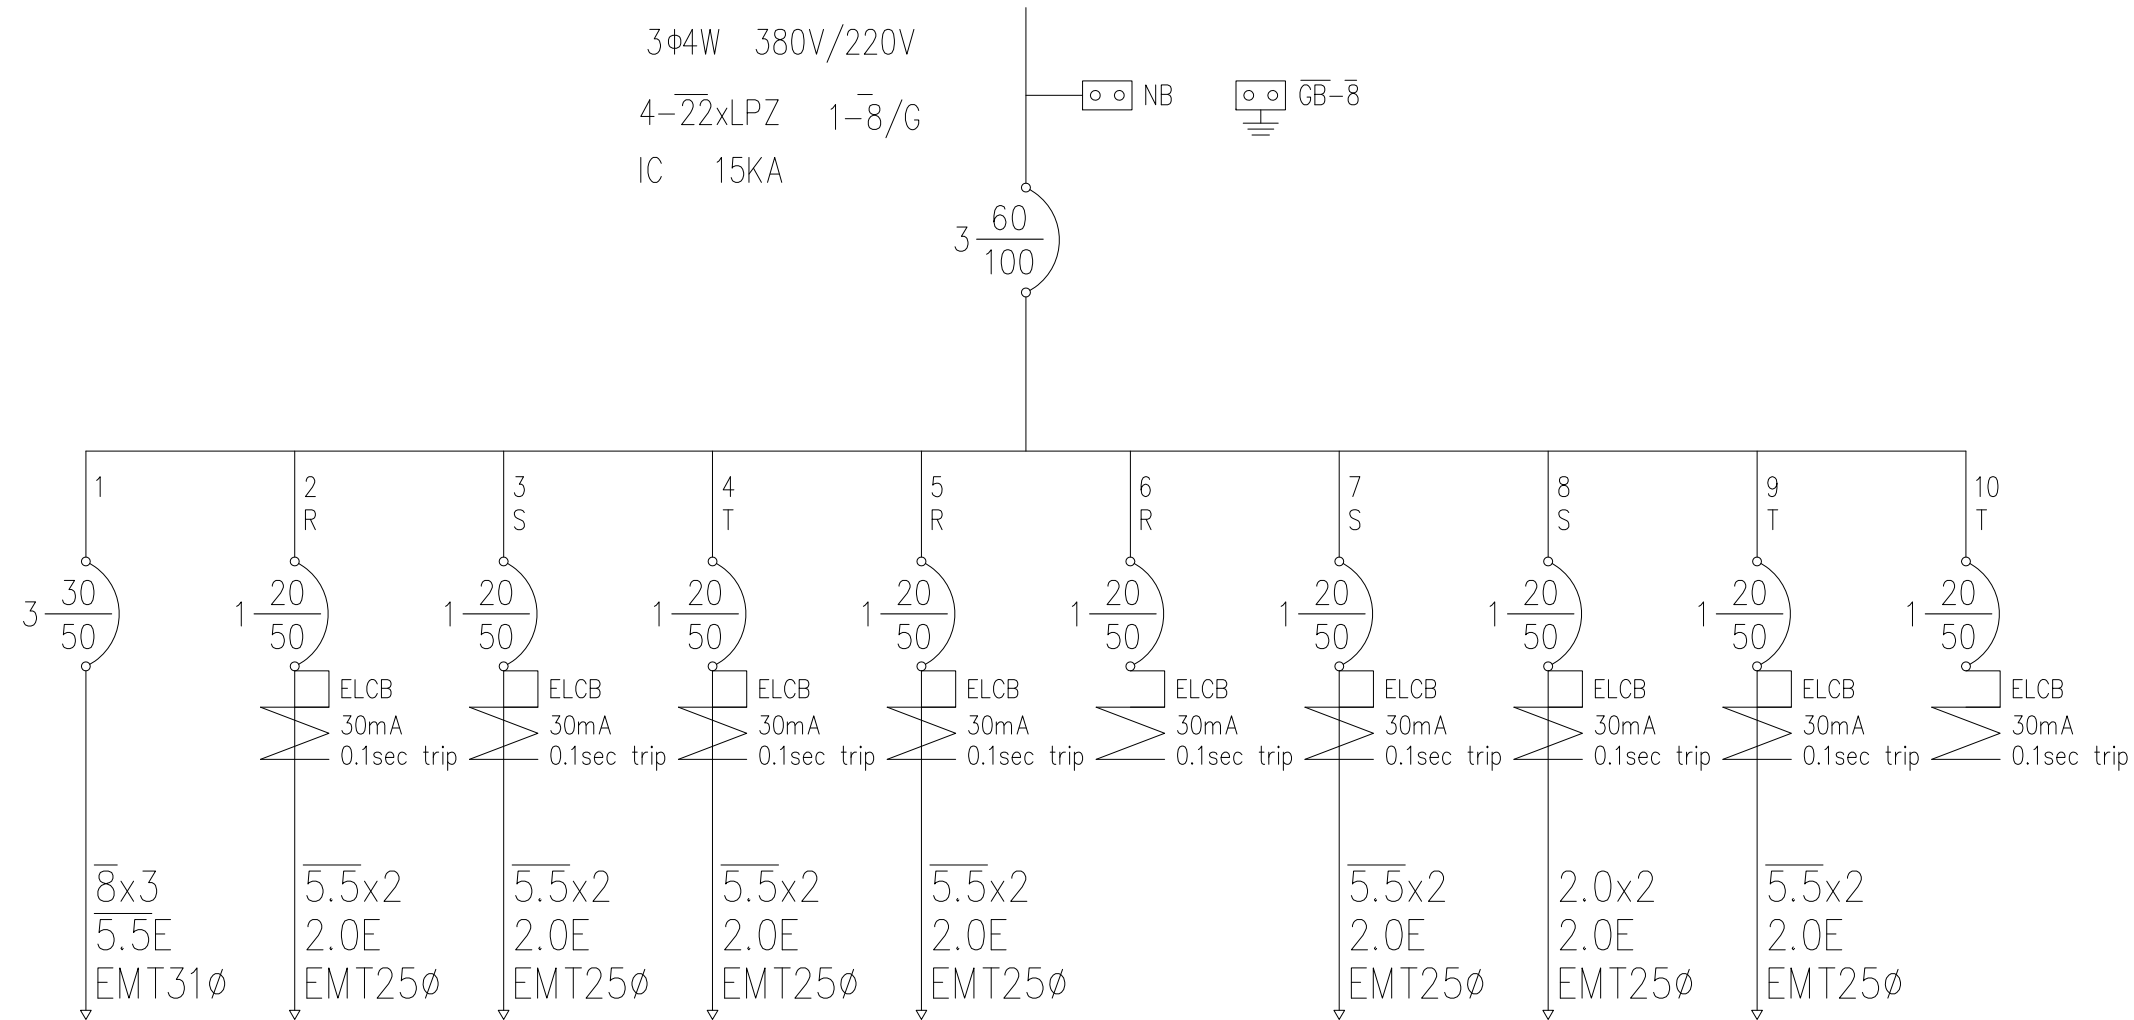 3φ4W 380V/220V
4-22xLPZ 1-8/G
IC 15KA
NB
GB-8
3 60/100
1
2
R
3
S
4
T
5
R
6
R
7
S
8
S
9
T
10
T
3 30/50
1 20/50
1 20/50
1 20/50
1 20/50
1 20/50
1 20/50
1 20/50
1 20/50
1 20/50
ELCB
30mA
0.1sec trip
ELCB
30mA
0.1sec trip
ELCB
30mA
0.1sec trip
ELCB
30mA
0.1sec trip
ELCB
30mA
0.1sec trip
ELCB
30mA
0.1sec trip
ELCB
30mA
0.1sec trip
ELCB
30mA
0.1sec trip
ELCB
30mA
0.1sec trip
8x3
5.5E
EMT31ø
5.5x2
2.0E
EMT25ø
5.5x2
2.0E
EMT25ø
5.5x2
2.0E
EMT25ø
5.5x2
2.0E
EMT25ø
5.5x2
2.0E
EMT25ø
2.0x2
2.0E
EMT25ø
5.5x2
2.0E
EMT25ø